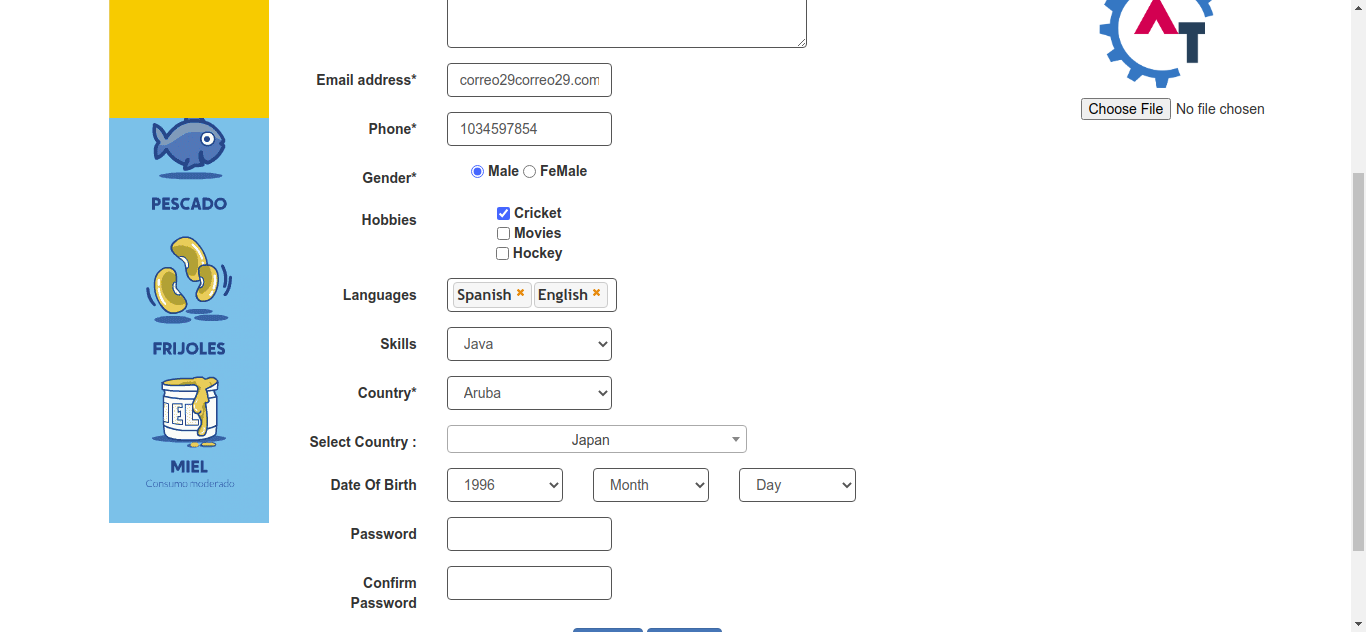 Email address*
correo29correo29.com
Phone*
1034597854
Gender*
Male FeMale
Hobbies
Cricket
Movies
Hockey
Languages
Spanish × English ×
Skills
Java
Country*
Aruba
Select Country :
Japan
Date Of Birth
1996 Month Day
Password
Confirm
Password
PESCADO
FRIJOLES
MIEL
MIEL
Consumo moderado
AT
Choose File No file chosen